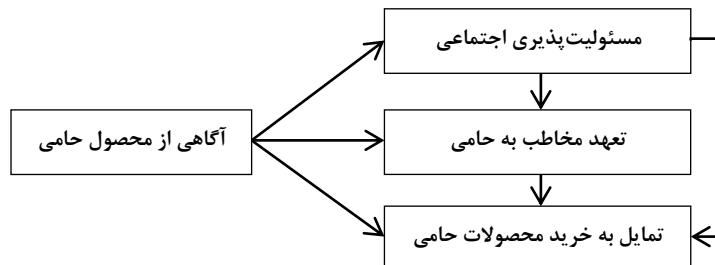 مسئولیت‌پذیری اجتماعی
آگاهی از محصول حامی
تعهد مخاطب به حامی
تمایل به خرید محصولات حامی